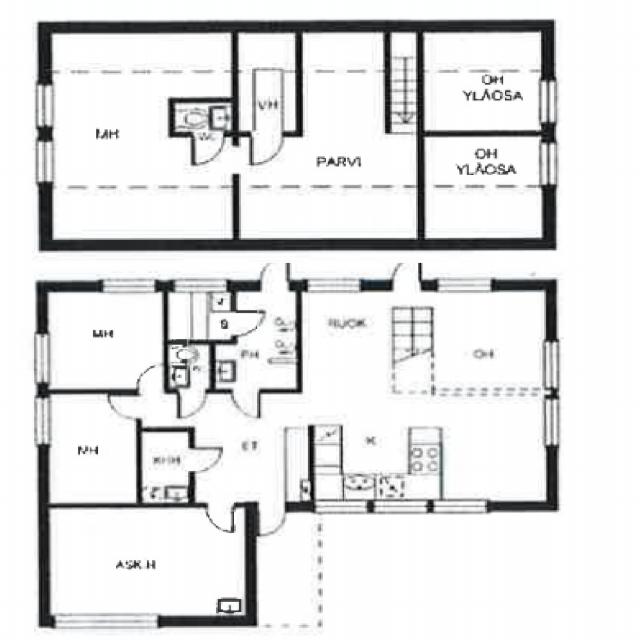 MH
WC
VH
PARVI
OH
YLÄOSA
OH
YLÄOSA
MH
S
PH
RUOK
OH
MH
KHH
ET
K
ASK.H